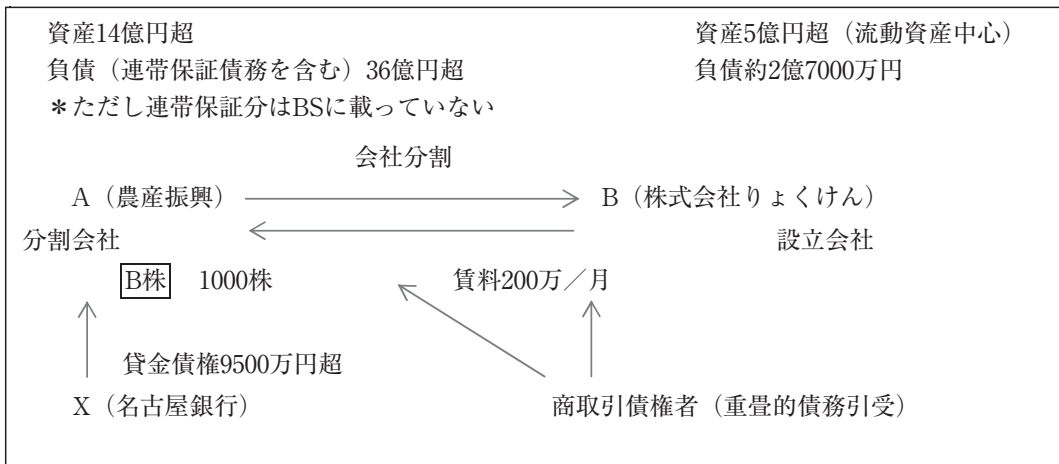 資産14億円超 資産5億円超（流動資産中心）
負債（連帯保証債務を含む）36億円超 負債約2億7000万円
＊ただし連帯保証分はBSに載っていない
会社分割
A（農産振興） B（株式会社りょくけん）
分割会社 設立会社
B株 1000株 賃料200万／月
貸金債権9500万円超
X（名古屋銀行） 商取引債権者（重畳的債務引受）